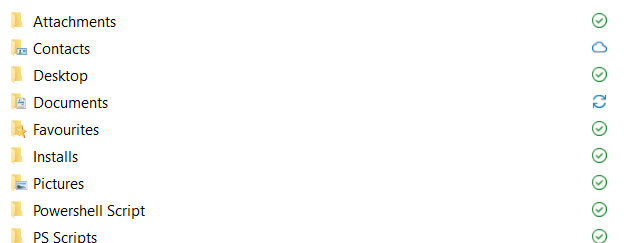 Attachments
Contacts
Desktop
Documents
Favourites
Installs
Pictures
Powershell Script
PS Scripts